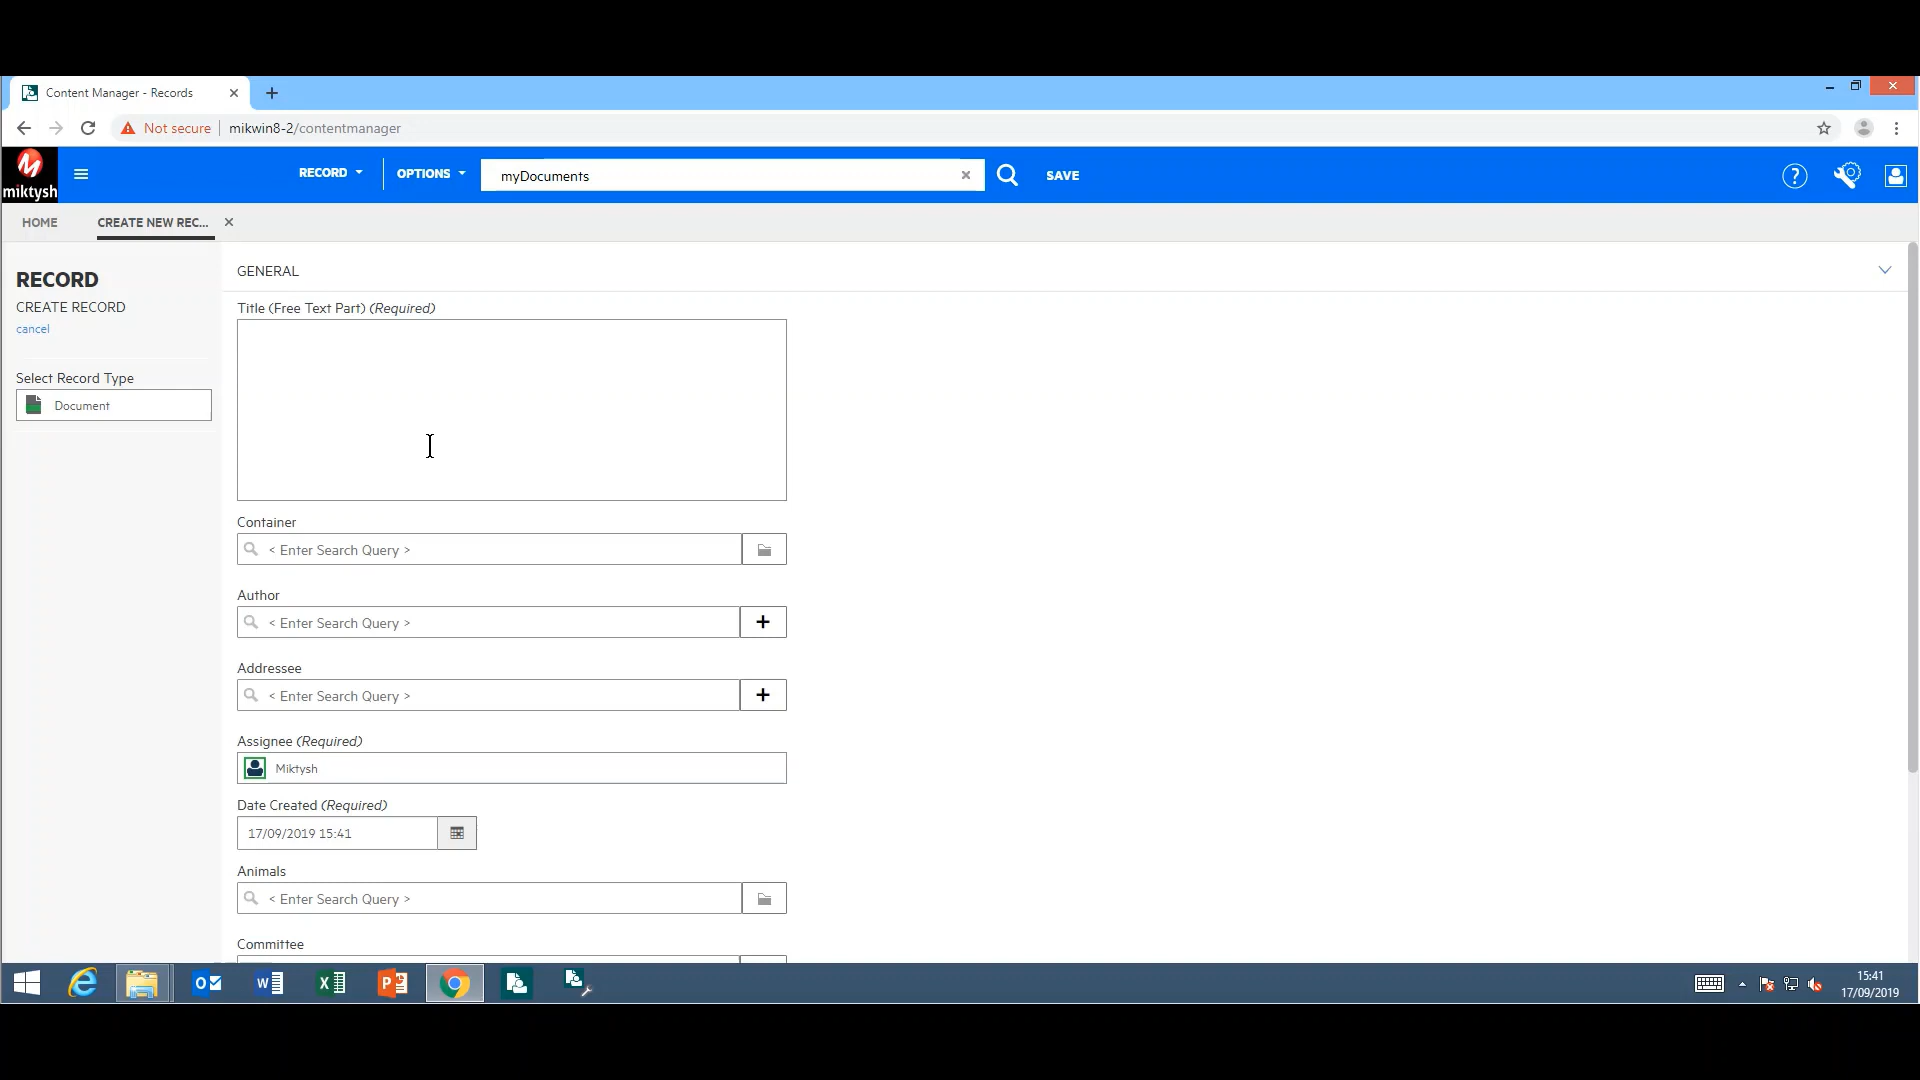 Content Manager - Records
Not secure
mikwin8-2/contentmanager
miktysh
RECORD
OPTIONS
myDocuments
SAVE
HOME
CREATE NEW REC...
RECORD
CREATE RECORD
cancel
Select Record Type
Document
GENERAL
Title (Free Text Part) (Required)
Container
< Enter Search Query >
Author
< Enter Search Query >
Addressee
< Enter Search Query >
Assignee (Required)
Miktysh
Date Created (Required)
17/09/2019 15:41
Animals
< Enter Search Query >
Committee
15:41
17/09/2019